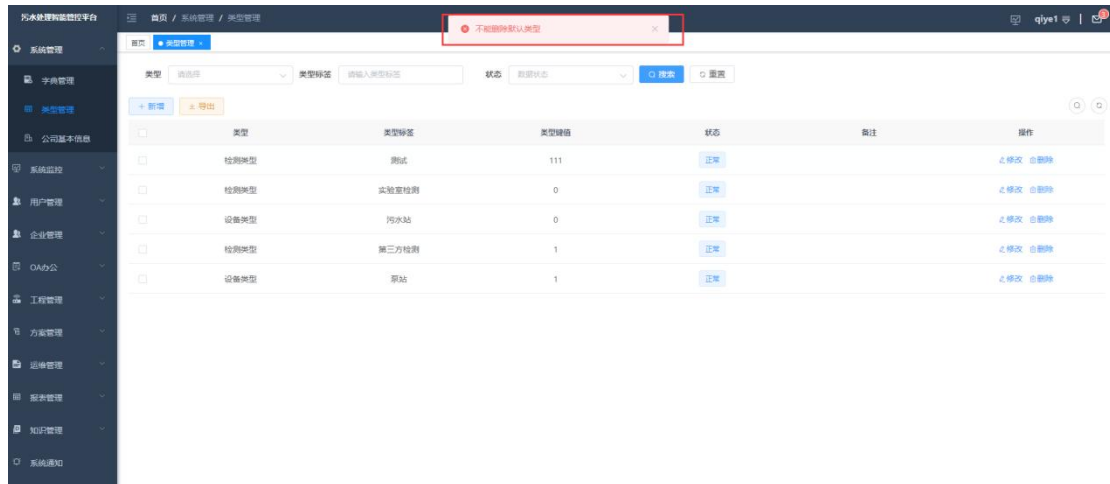 污水处理智能管控平台
首页 / 系统管理 / 类型管理
不能删除默认类型 ×
qiye1
系统管理
首页 类型管理 ×
字典管理
类型 请选择 类型标签 请输入类型标签 状态 数据状态 搜索 重置
类型管理
+ 新增 导出
公司基本信息
类型 类型标签 类型键值 状态 备注 操作
检测类型 测试 111 正常 修改 删除
系统监控
检测类型 实验室检测 0 正常 修改 删除
用户管理
设备类型 污水站 0 正常 修改 删除
企业管理
检测类型 第三方检测 1 正常 修改 删除
OA办公
设备类型 泵站 1 正常 修改 删除
工程管理
方案管理
运维管理
报表管理
知识管理
系统通知